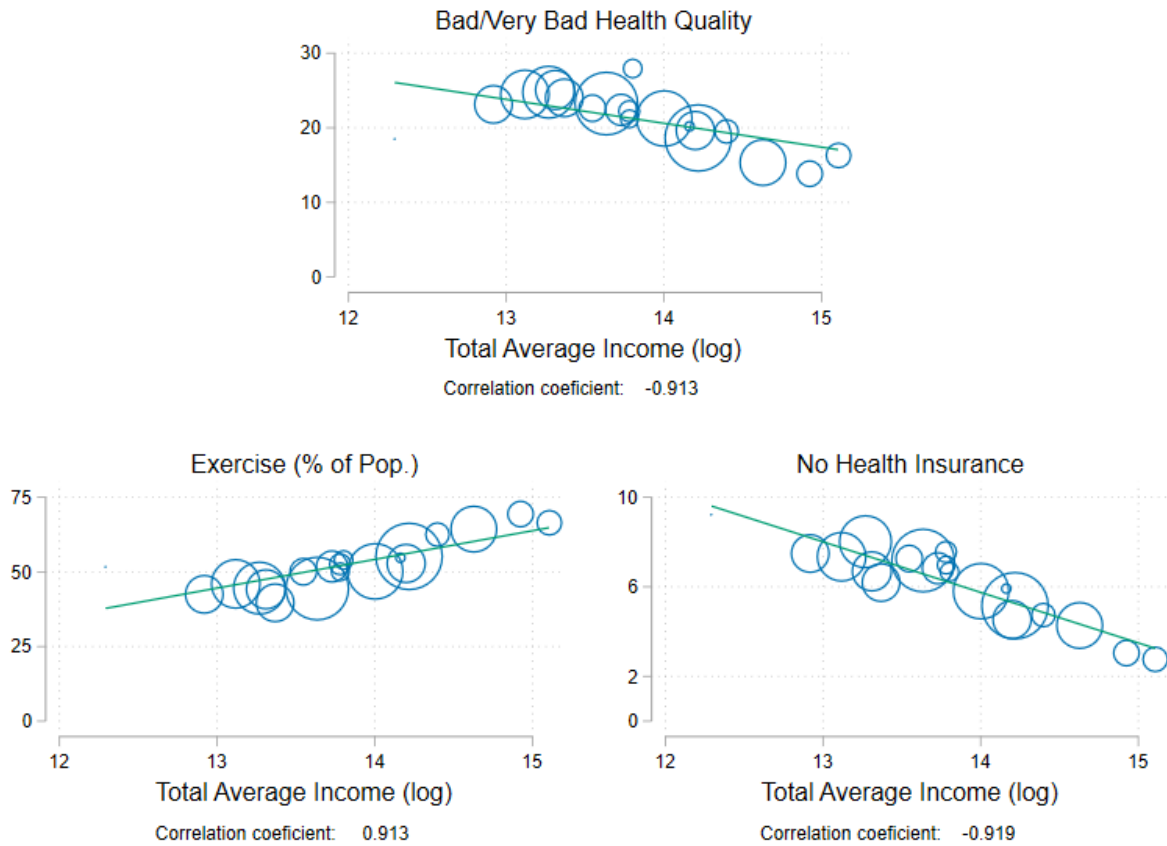 Bad/Very Bad Health Quality
30
20
10
0
12 13 14 15
Total Average Income (log)
Correlation coeficient: -0.913
Exercise (% of Pop.)
75
50
25
0
12 13 14 15
Total Average Income (log)
Correlation coeficient: 0.913
No Health Insurance
10
6
2
0
12 13 14 15
Total Average Income (log)
Correlation coeficient: -0.919